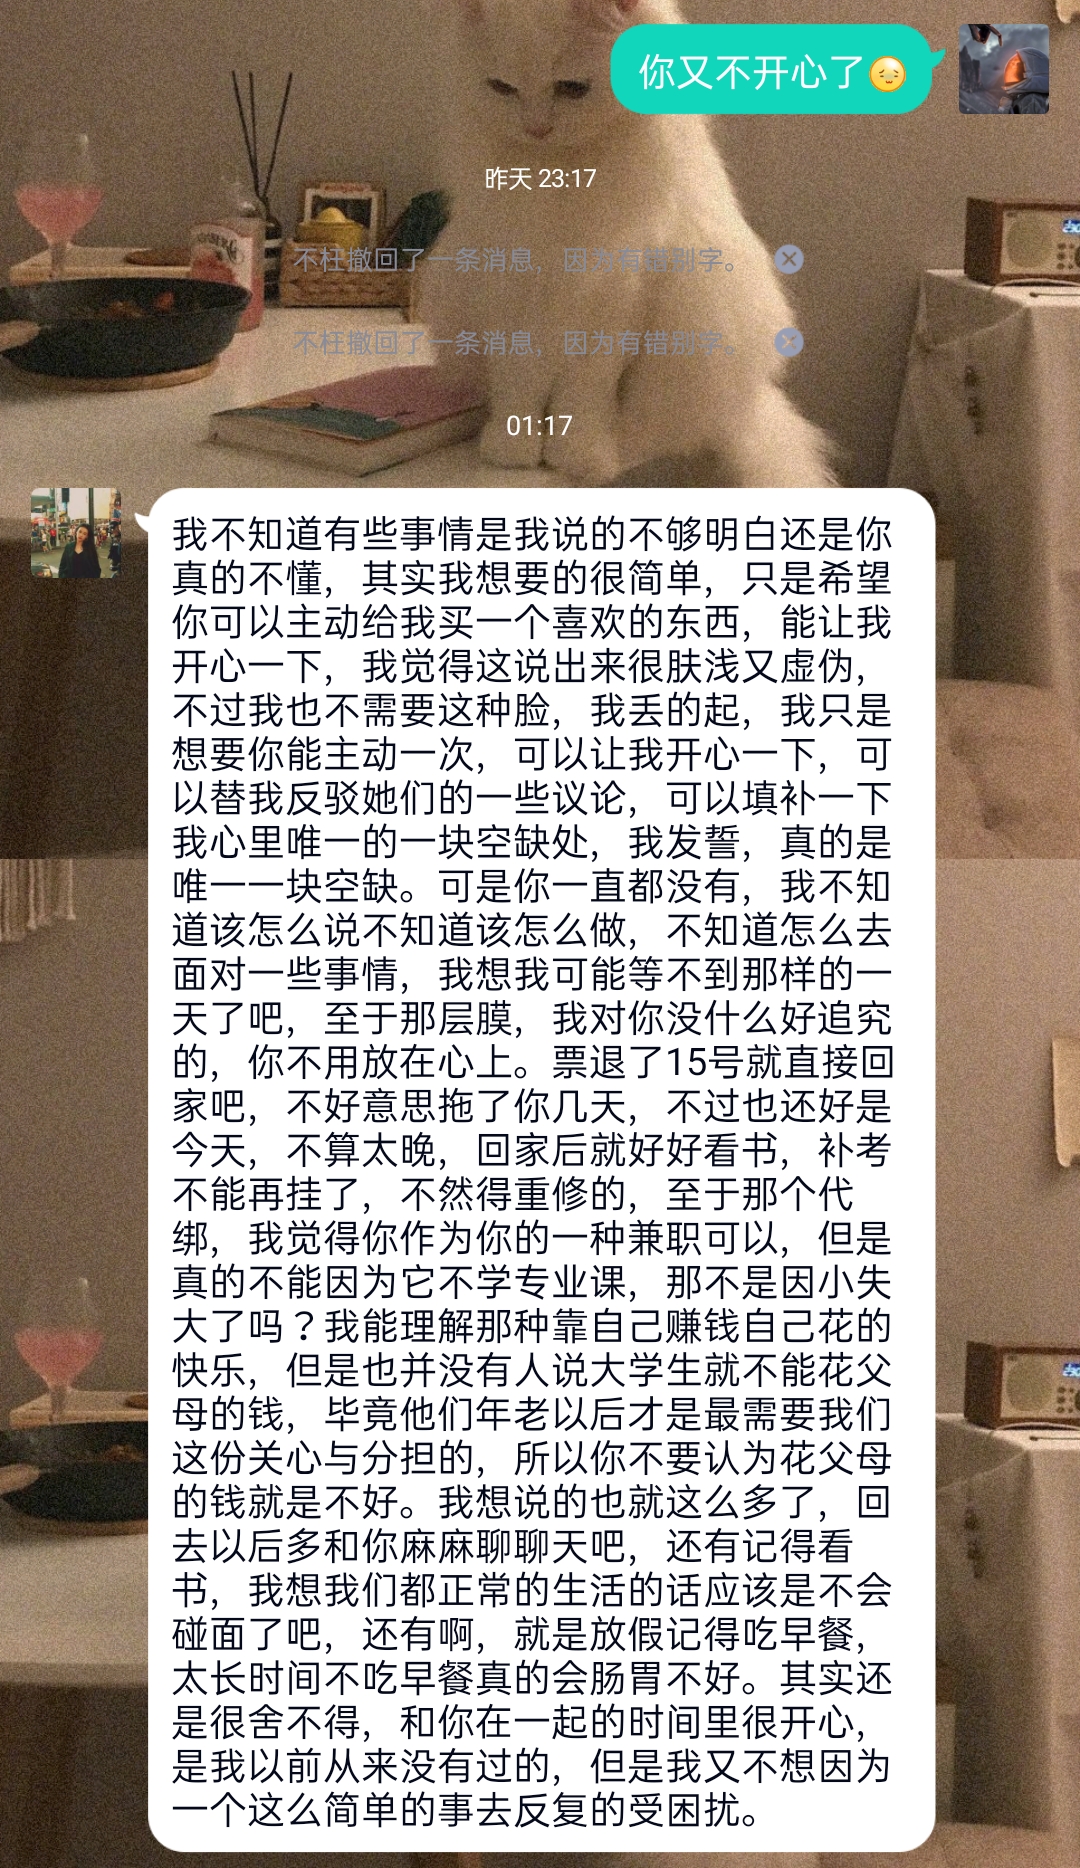 你又不开心了😔
昨天 23:17
不枉撤回了一条消息，因为有错别字。
不枉撤回了一条消息，因为有错别字。
01:17
我不知道有些事情是我说的不够明白还是你
真的不懂，其实我想要的很简单，只是希望
你可以主动给我买一个喜欢的东西，能让我
开心一下，我觉得这说出来很肤浅又虚伪，
不过我也不需要这种脸，我丢的起，我只是
想要你能主动一次，可以让我开心一下，可
以替我反驳她们的一些议论，可以填补一下
我心里唯一的一块空缺处，我发誓，真的是
唯一一块空缺。可是你一直都没有，我不知
道该怎么说不知道该怎么做，不知道怎么去
面对一些事情，我想我可能等不到那样的一
天了吧，至于那层膜，我对你没什么好追究
的，你不用放在心上。票退了15号就直接回
家吧，不好意思拖了你几天，不过也还好是
今天，不算太晚，回家后就好好看书，补考
不能再挂了，不然得重修的，至于那个代
绑，我觉得你作为你的一种兼职可以，但是
真的不能因为它不学专业课，那不是因小失
大了吗？我能理解那种靠自己赚钱自己花的
快乐，但是也并没有人说大学生就不能花父
母的钱，毕竟他们年老以后才是最需要我们
这份关心与分担的，所以你不要认为花父母
的钱就是不好。我想说的也就这么多了，回
去以后多和你麻麻聊聊天吧，还有记得看
书，我想我们都正常的生活的话应该是不会
碰面了吧，还有啊，就是放假记得吃早餐，
太长时间不吃早餐真的会肠胃不好。其实还
是很舍不得，和你在一起的时间里很开心，
是我以前从来没有过的，但是我又不想因为
一个这么简单的事去反复的受困扰。